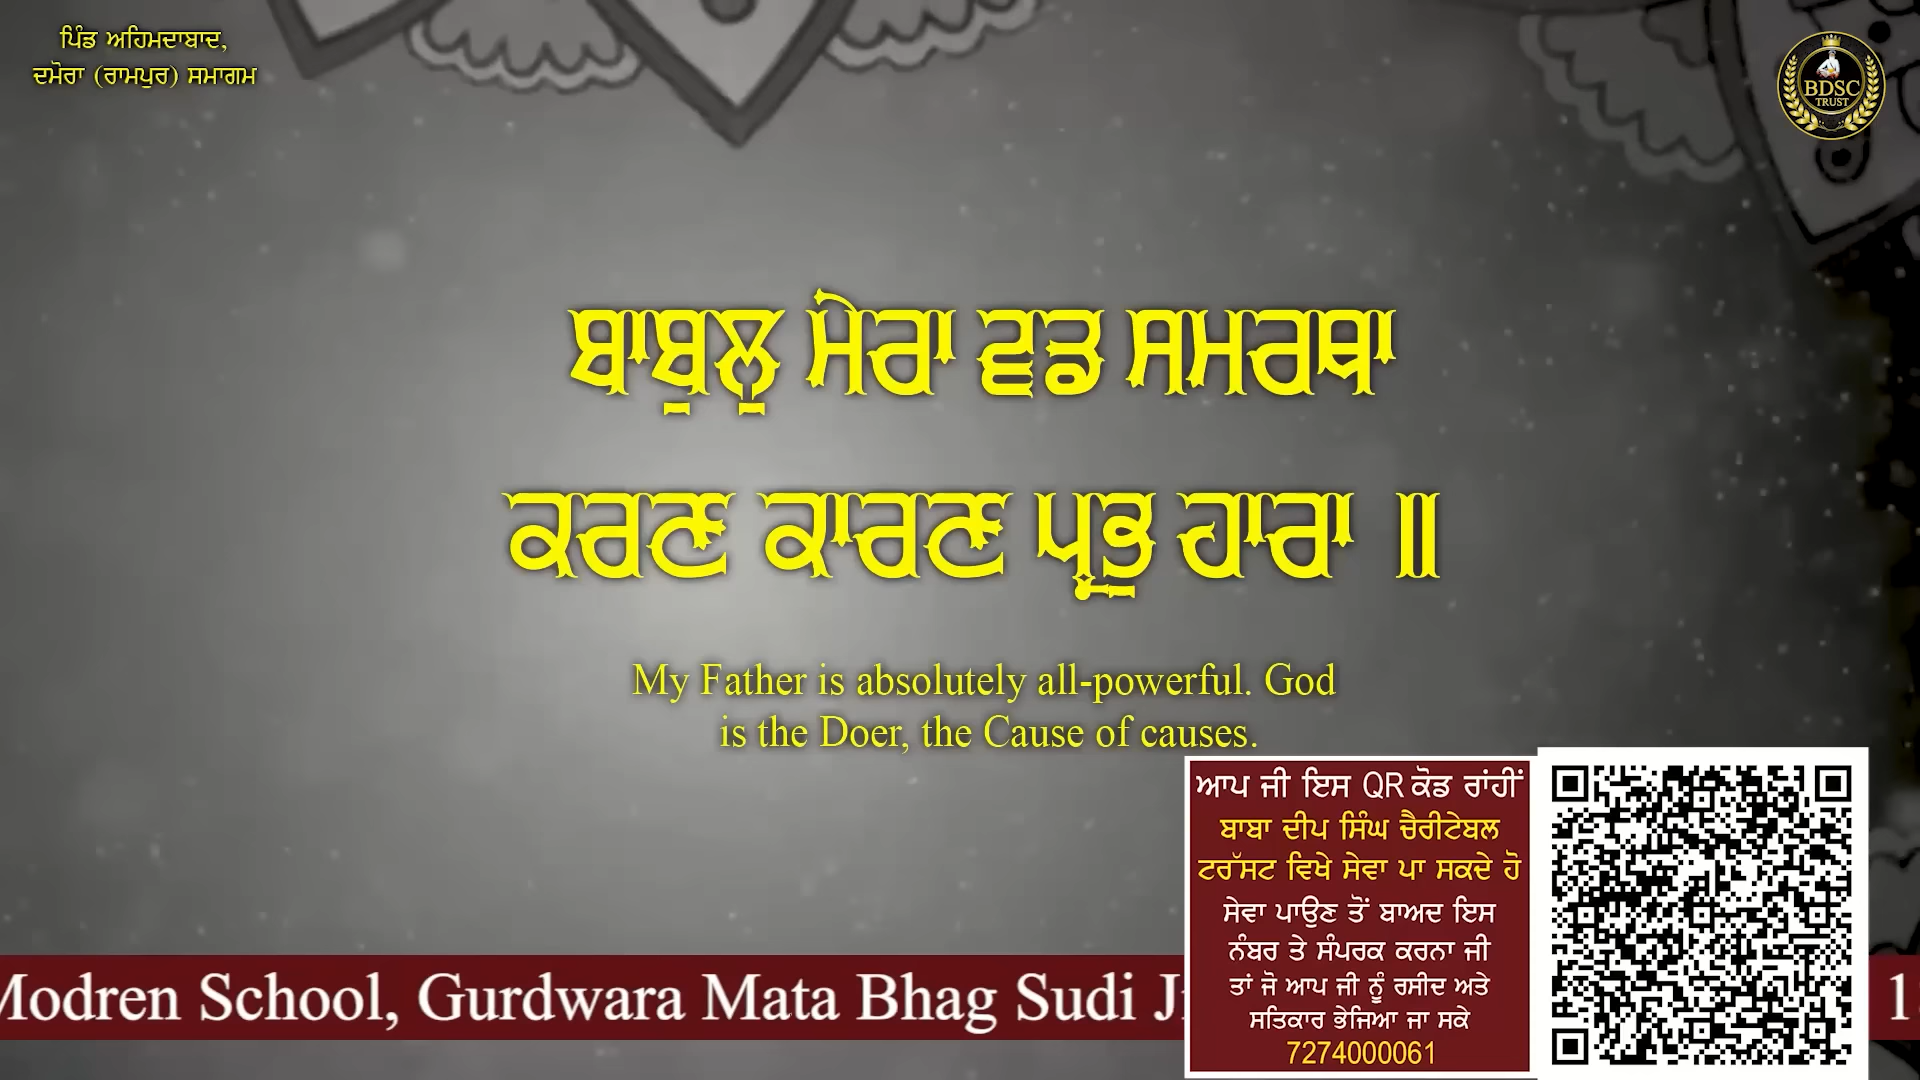 ਪਿੰਡ ਅਹਿਮਦਾਬਾਦ,
ਦਮੋਰਾ (ਰਾਮਪੁਰ) ਸਮਾਗਮ
BDSC
TRUST
ਬਾਬੁਲੁ ਮੇਰਾ ਵਡ ਸਮਰਥਾ
ਕਰਣ ਕਾਰਣ ਪ੍ਰਭੁ ਹਾਰਾ ॥
My Father is absolutely all-powerful. God
is the Doer, the Cause of causes.
ਆਪ ਜੀ ਇਸ QR ਕੋਡ ਰਾਂਹੀਂ
ਬਾਬਾ ਦੀਪ ਸਿੰਘ ਚੈਰੀਟੇਬਲ
ਟਰੱਸਟ ਵਿਖੇ ਸੇਵਾ ਪਾ ਸਕਦੇ ਹੋ
ਸੇਵਾ ਪਾਉਣ ਤੋਂ ਬਾਅਦ ਇਸ
ਨੰਬਰ ਤੇ ਸੰਪਰਕ ਕਰਨਾ ਜੀ
ਤਾਂ ਜੋ ਆਪ ਜੀ ਨੂੰ ਰਸੀਦ ਅਤੇ
ਸਤਿਕਾਰ ਭੇਜਿਆ ਜਾ ਸਕੇ
7274000061
Modren School, Gurdwara Mata Bhag Sudi